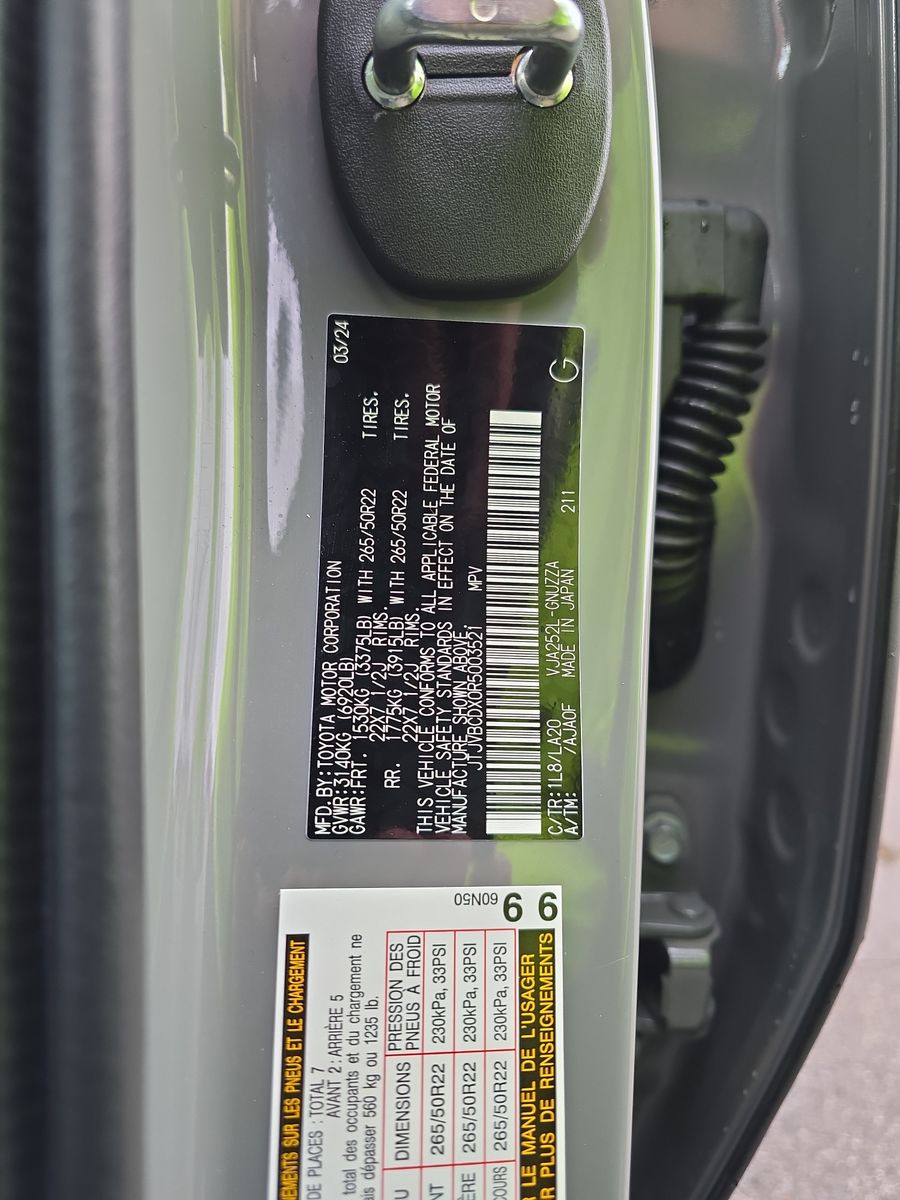 MFD.BY:TOYOTA MOTOR CORPORATION 03/24
GVWR:3140KG (6920LB)
GAWR:FRT. 1530KG (3375LB) WITH 265/50R22 TIRES.
22X7 1/2J RIMS.
RR. 1775KG (3915LB) WITH 265/50R22 TIRES.
22X7 1/2J RIMS.
THIS VEHICLE CONFORMS TO ALL APPLICABLE FEDERAL MOTOR
VEHICLE SAFETY STANDARDS IN EFFECT ON THE DATE OF
MANUFACTURE SHOWN ABOVE.
JTJVBCDX0R5003521 MPV
C/TR:1L8/LA20 VJA252L-GNUZZA
A/TM: /AJA0F MADE IN JAPAN 211
G
SUR LES PNEUS ET LE CHARGEMENT
DE PLACES : TOTAL 7
AVANT 2 : ARRIÈRE 5
total des occupants et du chargement ne
dépasser 560 kg ou 1235 lb.
DIMENSIONS PRESSION DES PNEUS À FROID
265/50R22 230kPa, 33PSI
265/50R22 230kPa, 33PSI
265/50R22 230kPa, 33PSI
LE MANUEL DE L'USAGER
PLUS DE RENSEIGNEMENTS
60N50
9 9